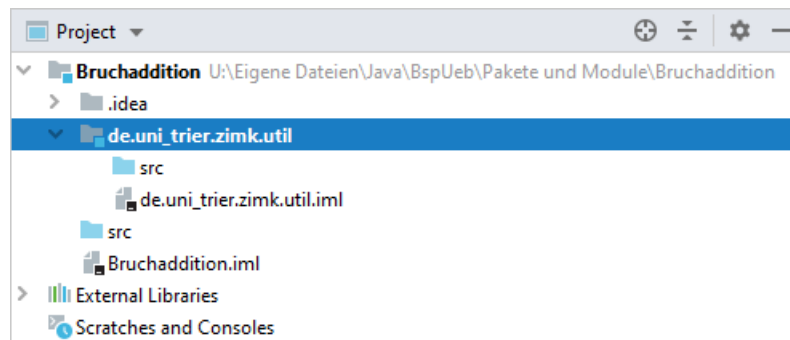 Project
Bruchaddition U:\Eigene Dateien\Java\BspUeb\Pakete und Module\Bruchaddition
.idea
de.uni_trier.zimk.util
src
de.uni_trier.zimk.util.iml
src
Bruchaddition.iml
External Libraries
Scratches and Consoles